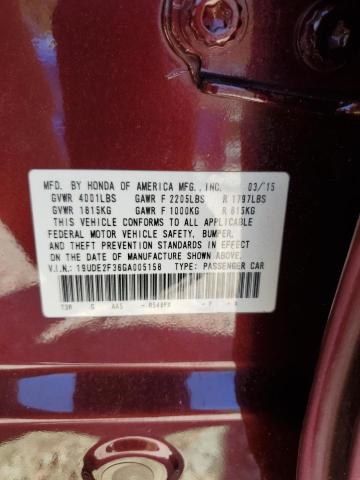 MFD. BY HONDA OF AMERICA MFG., INC. 03/15
GVWR 4001LBS GAWR F 2205LBS R 1797LBS
GVWR 1815KG GAWR F 1000KG R 815KG
THIS VEHICLE CONFORMS TO ALL APPLICABLE
FEDERAL MOTOR VEHICLE SAFETY, BUMPER,
AND THEFT PREVENTION STANDARDS IN EFFECT
ON THE DATE OF MANUFACTURE SHOWN ABOVE.
V.I.N.: 19UDE2F36GA005158 TYPE: PASSENGER CAR
AAS